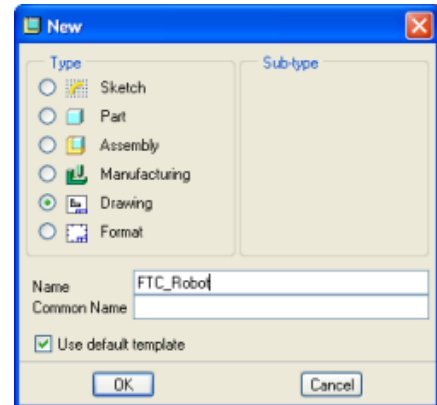 New
Type
Sub-type
Sketch
Part
Assembly
Manufacturing
Drawing
Format
Name FTC_Robot
Common Name
Use default template
OK Cancel